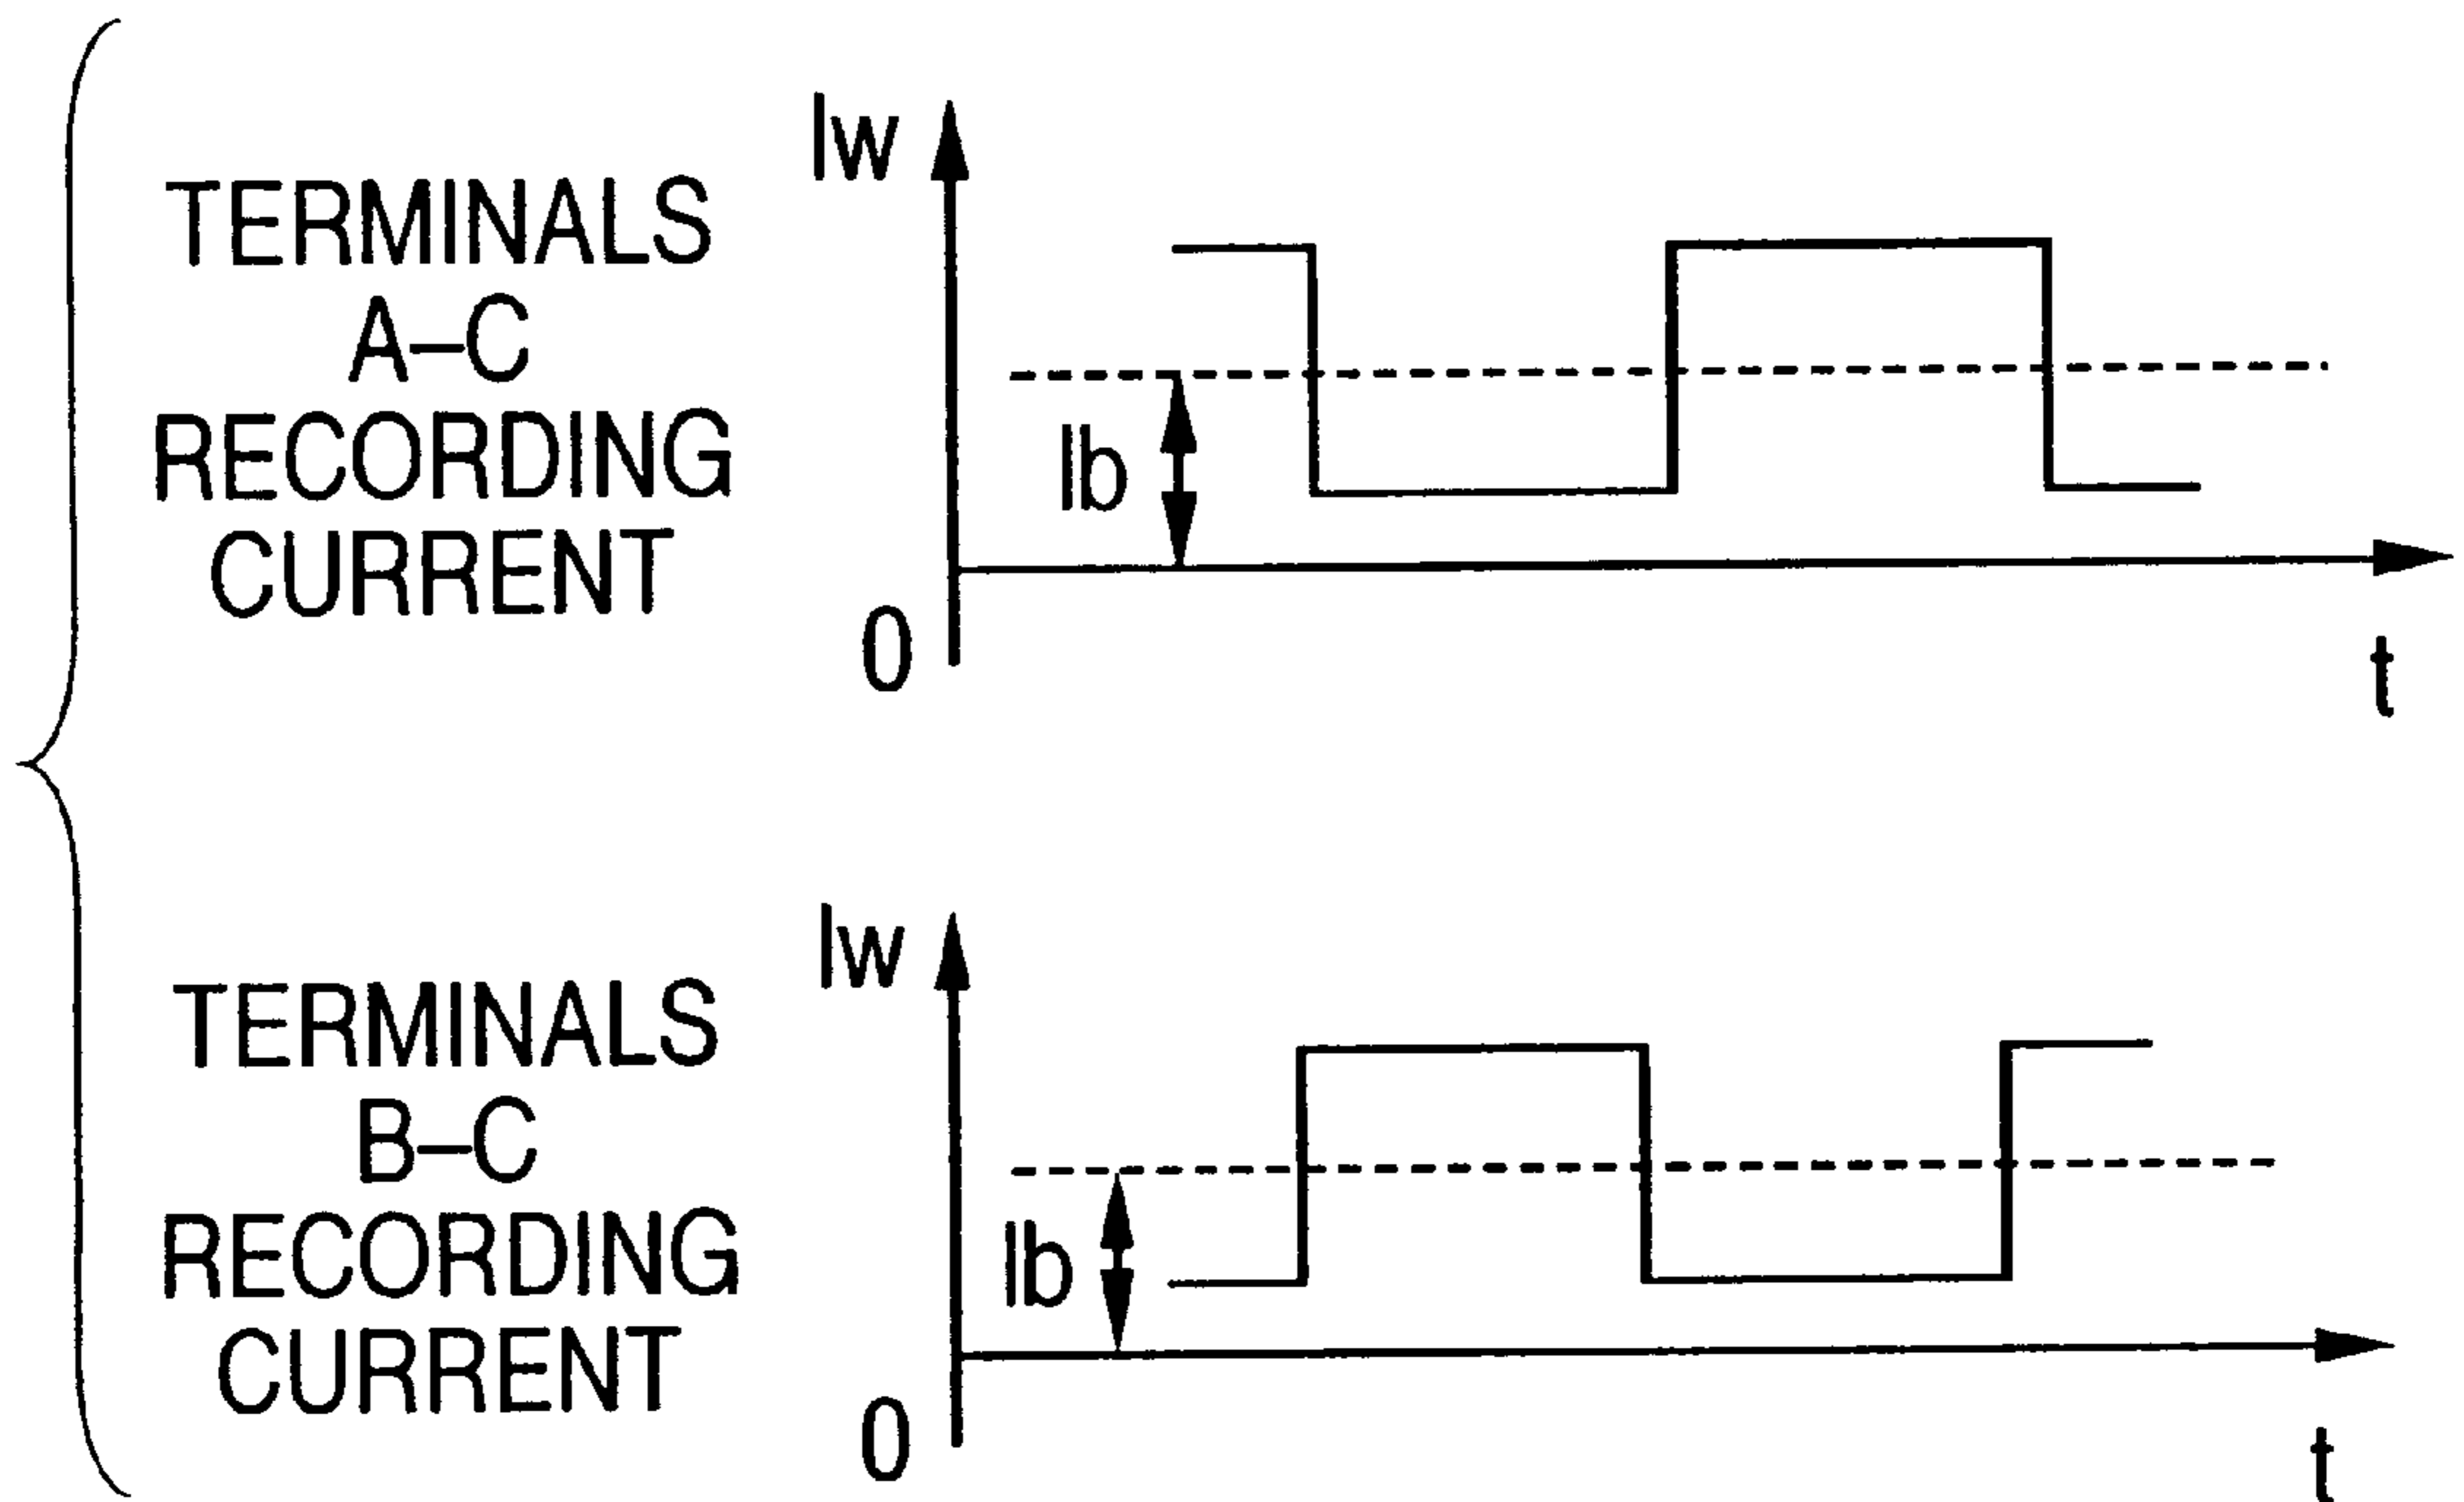 TERMINALS
A–C
RECORDING
CURRENT
Iw
Ib
0
t
TERMINALS
B–C
RECORDING
CURRENT
Iw
Ib
0
t